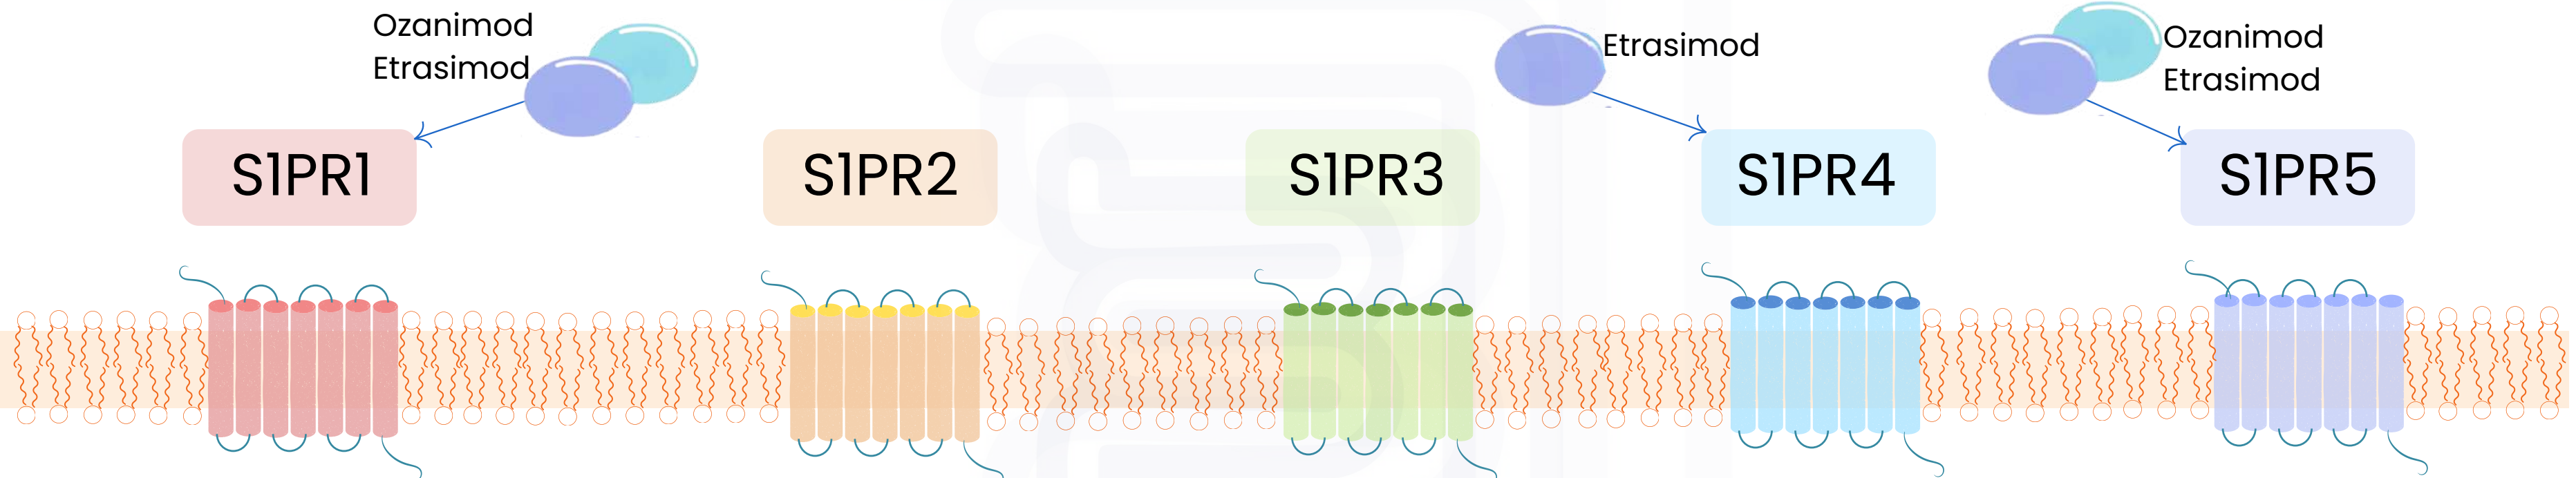 Ozanimod
Etrasimod
Etrasimod
Ozanimod
Etrasimod
S1PR1
S1PR2
S1PR3
S1PR4
S1PR5